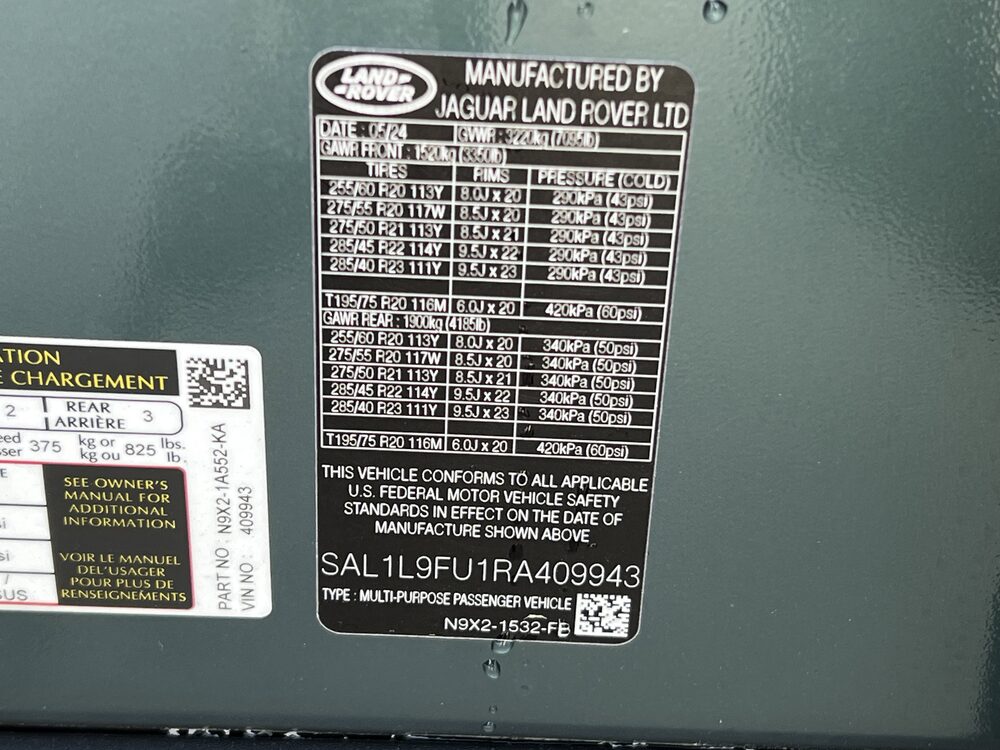 LAND ROVER
MANUFACTURED BY
JAGUAR LAND ROVER LTD
DATE : 05/24 GVWR : 3220kg (7095lb)
GAWR FRONT : 1520kg (3350lb)
TIRES RIMS PRESSURE (COLD)
255/60 R20 113Y 8.0J x 20 290kPa (43psi)
275/55 R20 117W 8.5J x 20 290kPa (43psi)
275/50 R21 113Y 8.5J x 21 290kPa (43psi)
285/45 R22 114Y 9.5J x 22 290kPa (43psi)
285/40 R23 111Y 9.5J x 23 290kPa (43psi)
T195/75 R20 116M 6.0J x 20 420kPa (60psi)
GAWR REAR : 1900kg (4185lb)
255/60 R20 113Y 8.0J x 20 340kPa (50psi)
275/55 R20 117W 8.5J x 20 340kPa (50psi)
275/50 R21 113Y 8.5J x 21 340kPa (50psi)
285/45 R22 114Y 9.5J x 22 340kPa (50psi)
285/40 R23 111Y 9.5J x 23 340kPa (50psi)
T195/75 R20 116M 6.0J x 20 420kPa (60psi)
THIS VEHICLE CONFORMS TO ALL APPLICABLE
U.S. FEDERAL MOTOR VEHICLE SAFETY
STANDARDS IN EFFECT ON THE DATE OF
MANUFACTURE SHOWN ABOVE
SAL1L9FU1RA409943
TYPE : MULTI-PURPOSE PASSENGER VEHICLE
N9X2-1532-FB
ATION
E CHARGEMENT
2 REAR ARRIÈRE 3
eed 375 kg or 825 lbs.
sser kg ou lb.
SEE OWNER'S
MANUAL FOR
ADDITIONAL
INFORMATION
VOIR LE MANUEL
DEL'USAGER
POUR PLUS DE
RENSEIGNEMENTS
PART NO : N9X2-1A552-KA
VIN NO : 409943